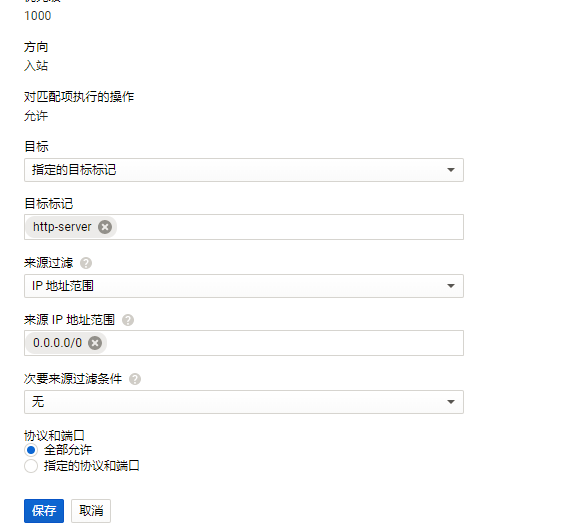 1000
方向
入站
对匹配项执行的操作
允许
目标
指定的目标标记
目标标记
http-server
来源过滤
IP 地址范围
来源 IP 地址范围
0.0.0.0/0
次要来源过滤条件
无
协议和端口
全部允许
指定的协议和端口
保存 取消